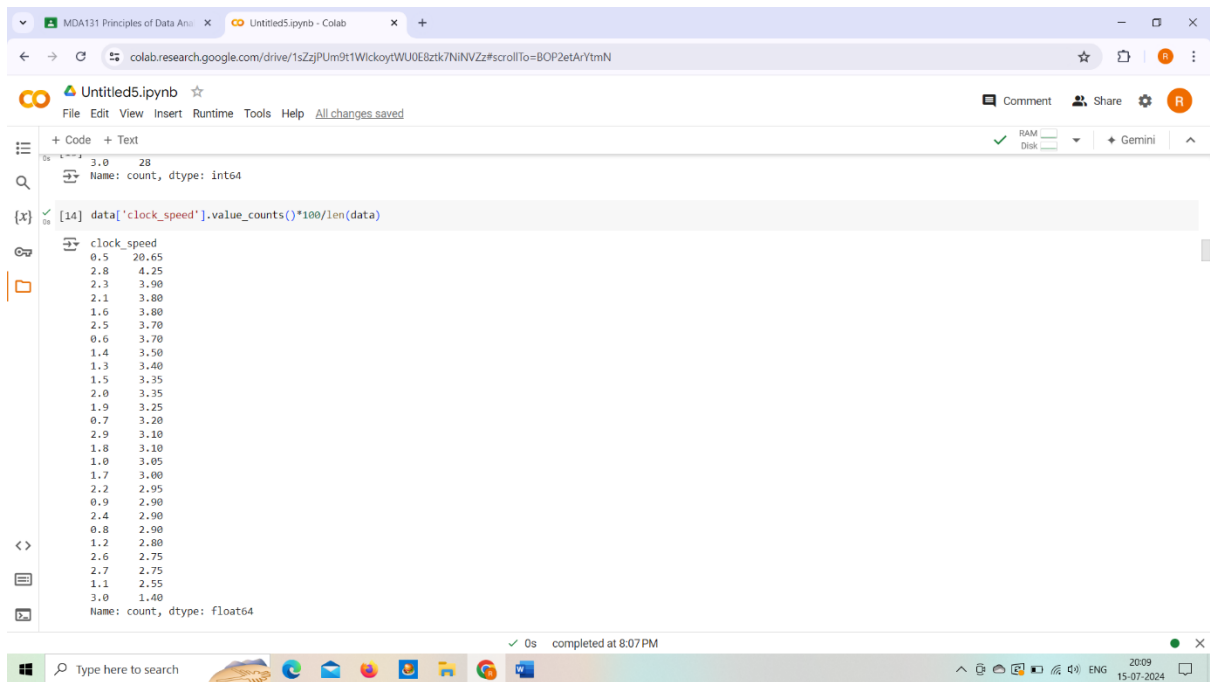 MDA131 Principles of Data Ana
Untitled5.ipynb - Colab
colab.research.google.com/drive/1sZzjPUm9t1WlckoytWU0E8ztk7NiNVZz#scrollTo=BOP2etArYtmN
R
Untitled5.ipynb
Comment Share R
File Edit View Insert Runtime Tools Help All changes saved
+ Code + Text
RAM
Disk
Gemini
0s
3.0 28
Name: count, dtype: int64
{x}
0s
[14] data['clock_speed'].value_counts()*100/len(data)
clock_speed
0.5 20.65
2.8 4.25
2.3 3.90
2.1 3.80
1.6 3.80
2.5 3.70
0.6 3.70
1.4 3.50
1.3 3.40
1.5 3.35
2.0 3.35
1.9 3.25
0.7 3.20
2.9 3.10
1.8 3.10
1.0 3.05
1.7 3.00
2.2 2.95
0.9 2.90
2.4 2.90
0.8 2.90
1.2 2.80
2.6 2.75
2.7 2.75
1.1 2.55
3.0 1.40
Name: count, dtype: float64
0s completed at 8:07 PM
Type here to search
ENG
20:09
15-07-2024